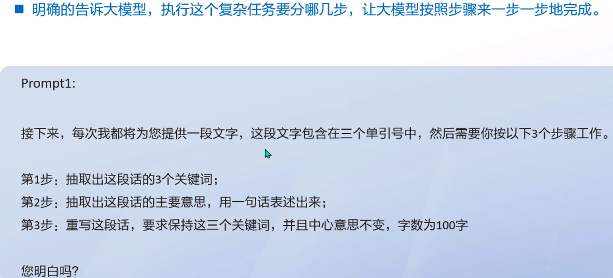 ■ 明确的告诉大模型，执行这个复杂任务要分哪几步，让大模型按照步骤来一步一步地完成。
Prompt1:
接下来，每次我都将为您提供一段文字，这段文字包含在三个单引号中，然后需要你按以下3个步骤工作。
第1步：抽取出这段话的3个关键词；
第2步：抽取出这段话的主要意思，用一句话表述出来；
第3步：重写这段话，要求保持这三个关键词，并且中心意思不变，字数为100字
您明白吗?